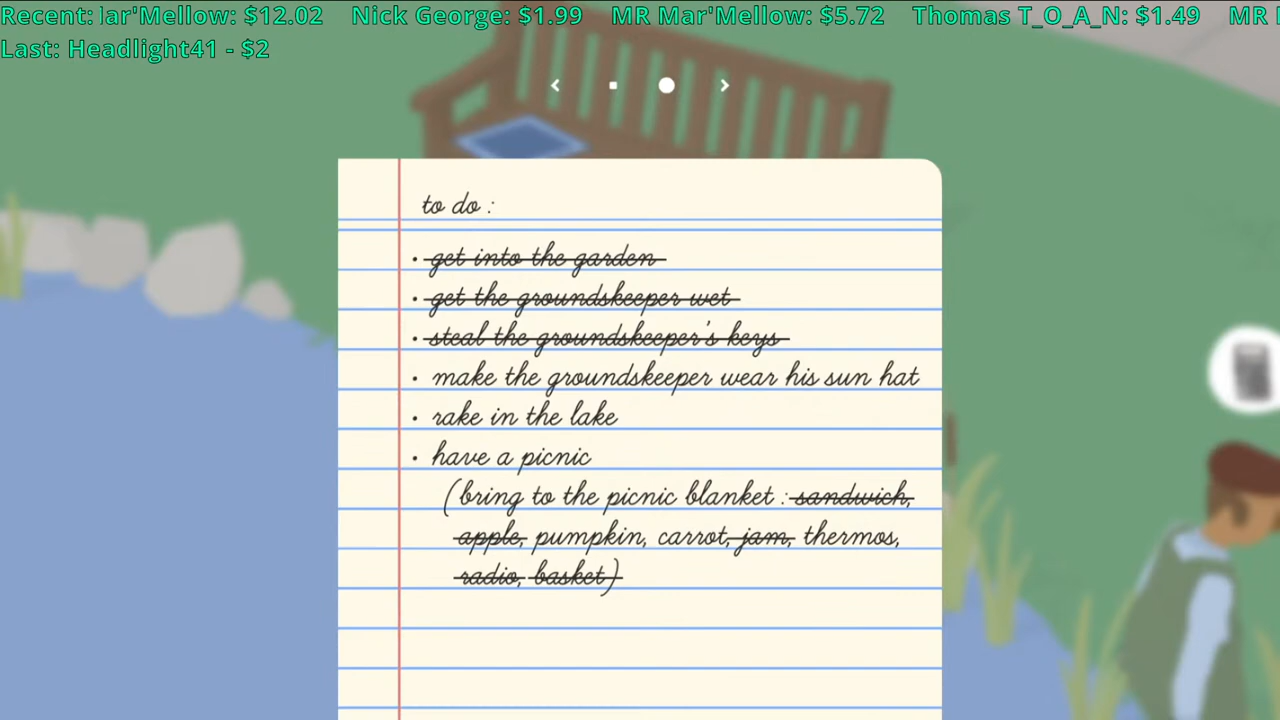 Recent: Mar'Mellow: $12.02 Nick George: $1.99 MR Mar'Mellow: $5.72 Thomas T_O_A_N: $1.49 MR
Last: Headlight41 - $2
to do :
• get into the garden
• get the groundskeeper wet
• steal the groundskeeper's keys
• make the groundskeeper wear his sun hat
• rake in the lake
• have a picnic
(bring to the picnic blanket : sandwich,
apple, pumpkin, carrot, jam, thermos,
radio, basket)